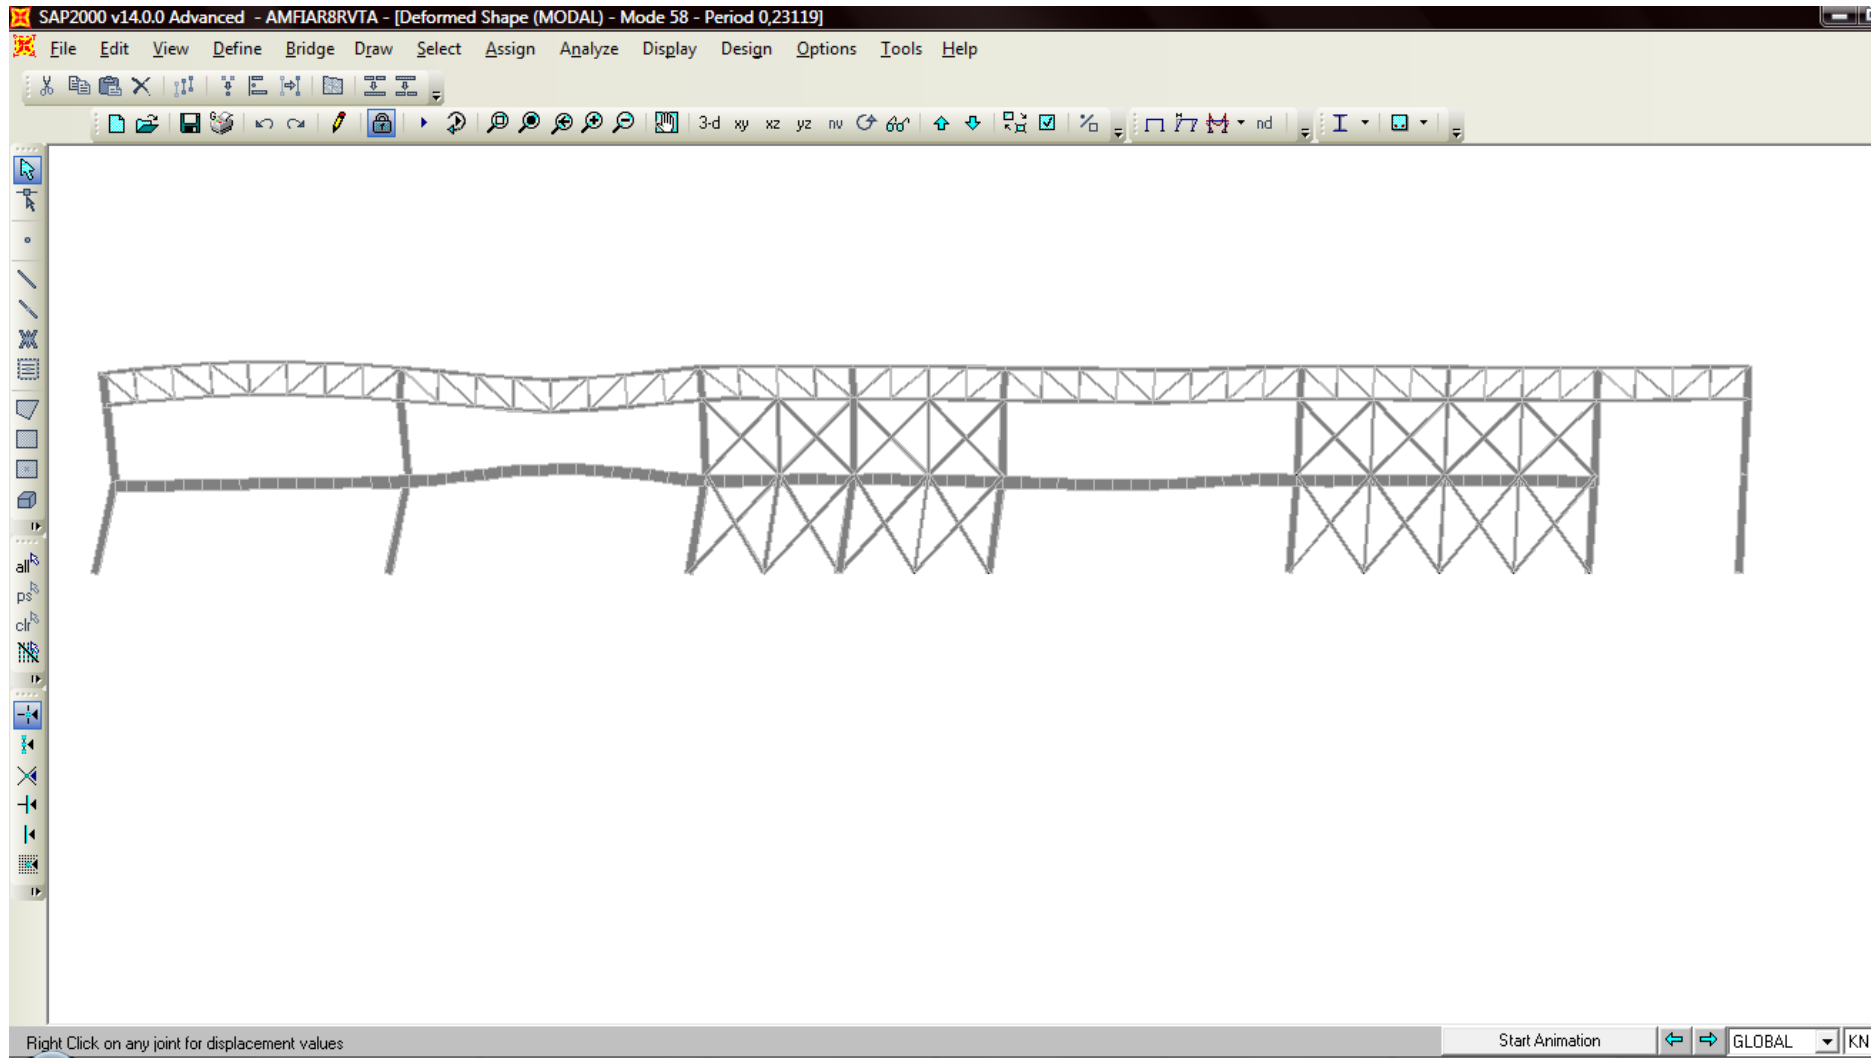 SAP2000 v14.0.0 Advanced - AMFIAR8RVTA - [Deformed Shape (MODAL) - Mode 58 - Period 0,23119]
File Edit View Define Bridge Draw Select Assign Analyze Display Design Options Tools Help
3-d xy xz yz nv nd
all
ps
clr
Right Click on any joint for displacement values
Start Animation
GLOBAL
KN